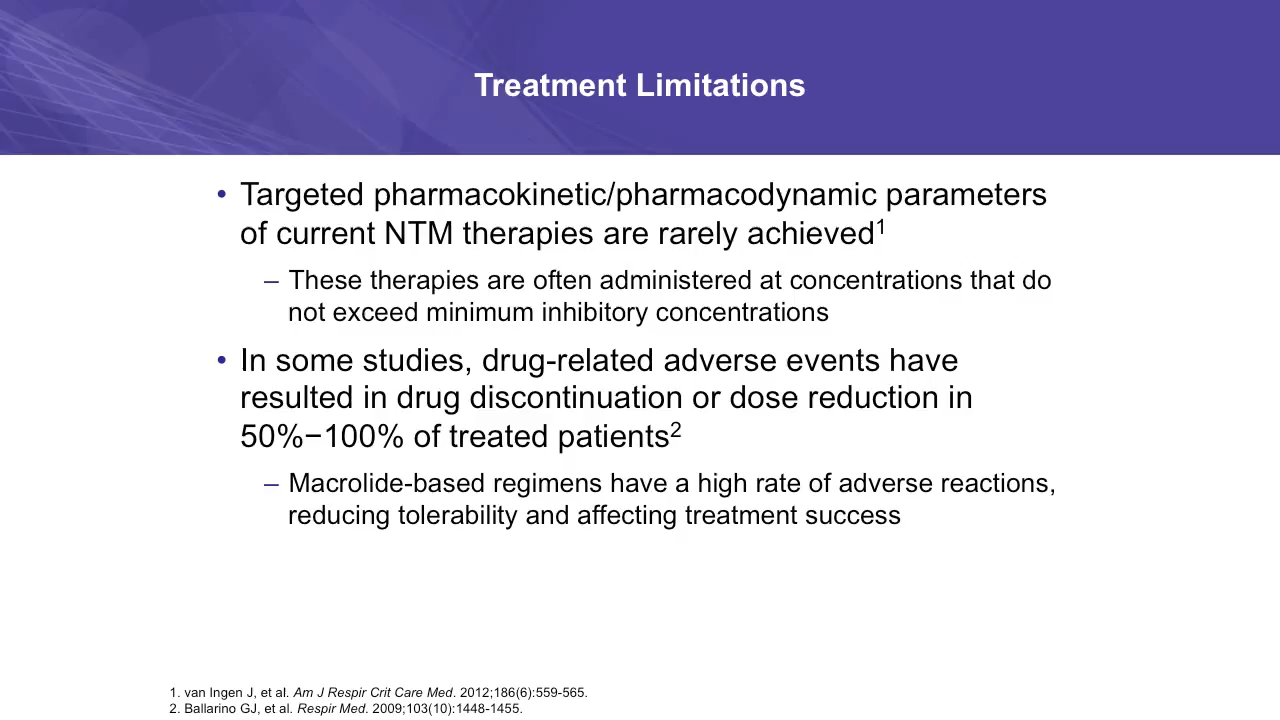 Treatment Limitations
• Targeted pharmacokinetic/pharmacodynamic parameters
of current NTM therapies are rarely achieved¹
– These therapies are often administered at concentrations that do
not exceed minimum inhibitory concentrations
• In some studies, drug-related adverse events have
resulted in drug discontinuation or dose reduction in
50%−100% of treated patients²
– Macrolide-based regimens have a high rate of adverse reactions,
reducing tolerability and affecting treatment success
1. van Ingen J, et al. Am J Respir Crit Care Med. 2012;186(6):559-565.
2. Ballarino GJ, et al. Respir Med. 2009;103(10):1448-1455.